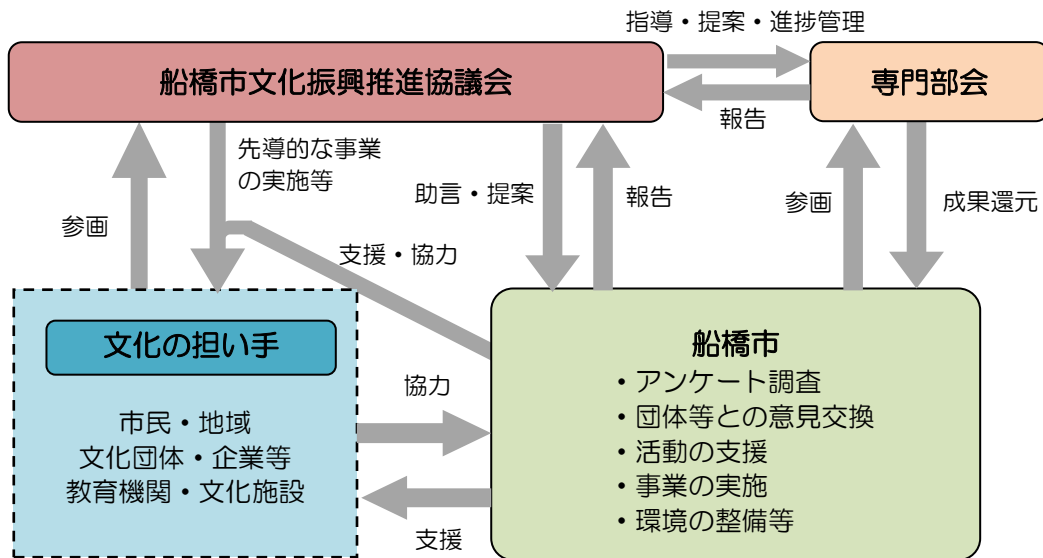 指導・提案・進捗管理
船橋市文化振興推進協議会
専門部会
報告
先導的な事業
の実施等
助言・提案
報告
参画
成果還元
参画
支援・協力
文化の担い手
市民・地域
文化団体・企業等
教育機関・文化施設
協力
支援
船橋市
・アンケート調査
・団体等との意見交換
・活動の支援
・事業の実施
・環境の整備等